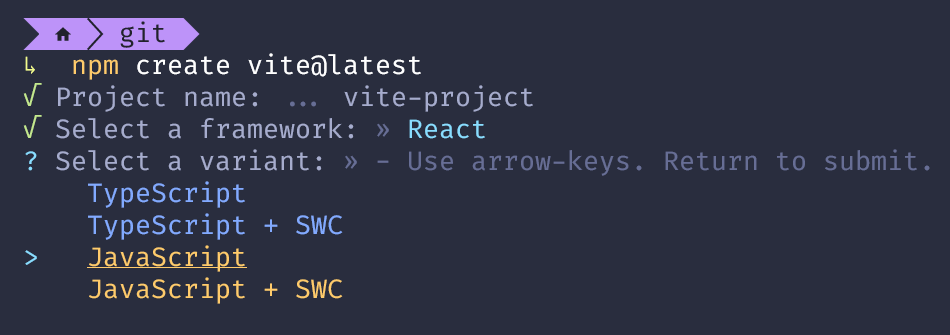 git
↳ npm create vite@latest
√ Project name: … vite-project
√ Select a framework: » React
? Select a variant: » - Use arrow-keys. Return to submit.
TypeScript
TypeScript + SWC
> JavaScript
JavaScript + SWC